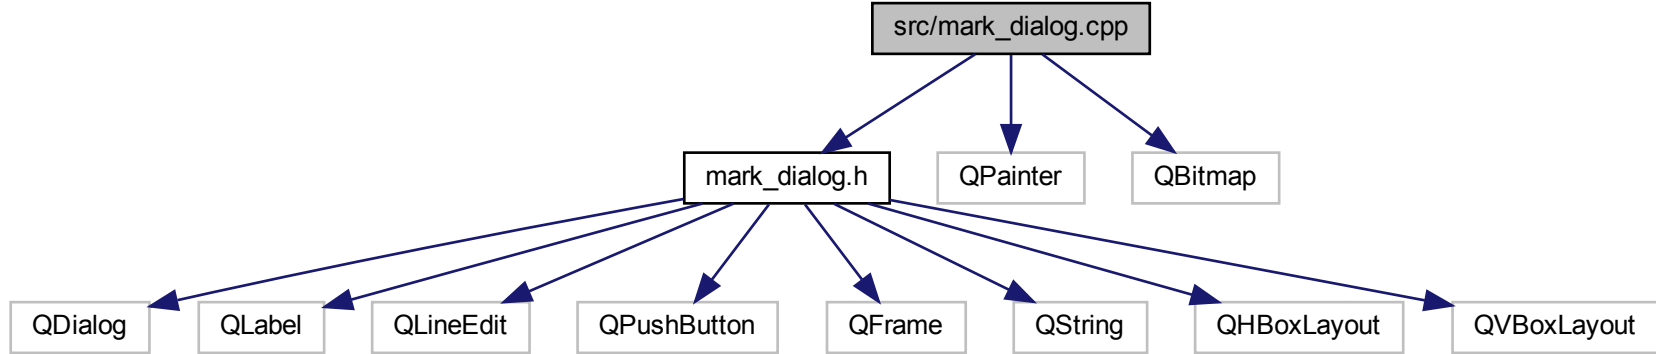 src/mark_dialog.cpp
mark_dialog.h
QPainter
QBitmap
QDialog
QLabel
QLineEdit
QPushButton
QFrame
QString
QHBoxLayout
QVBoxLayout